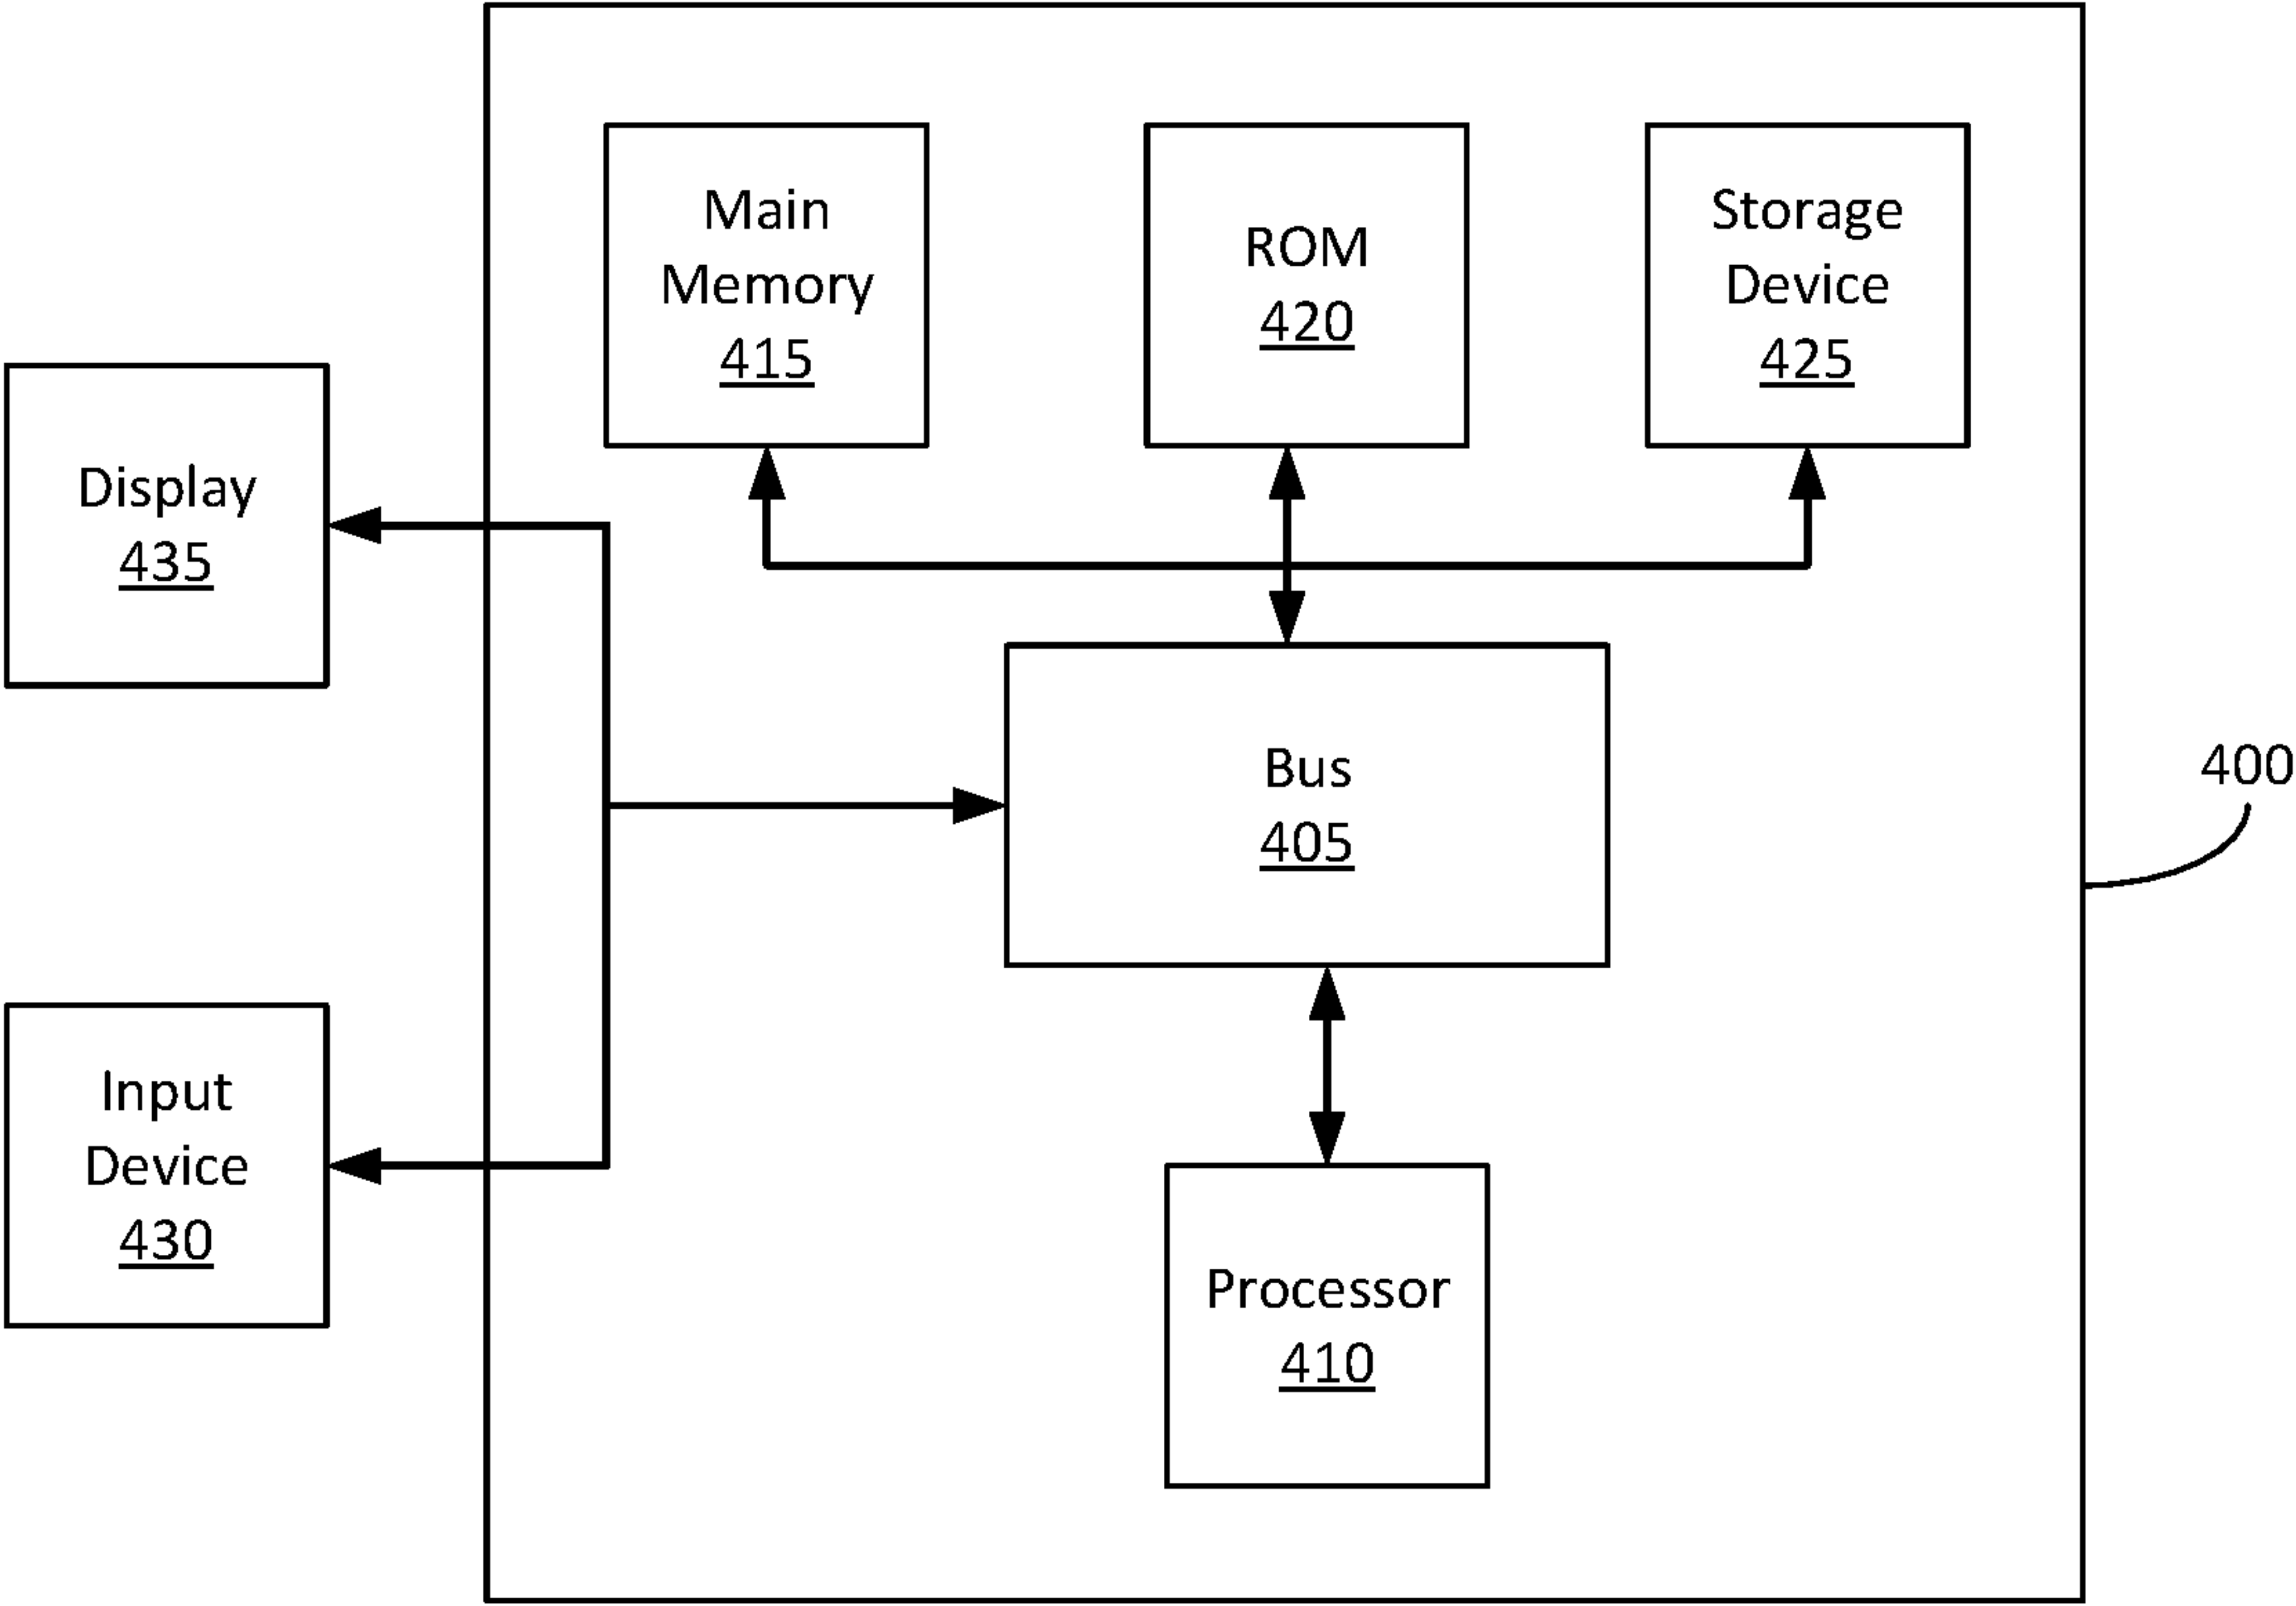 Main
Memory
415
ROM
420
Storage
Device
425
Display
435
Bus
405
400
Input
Device
430
Processor
410